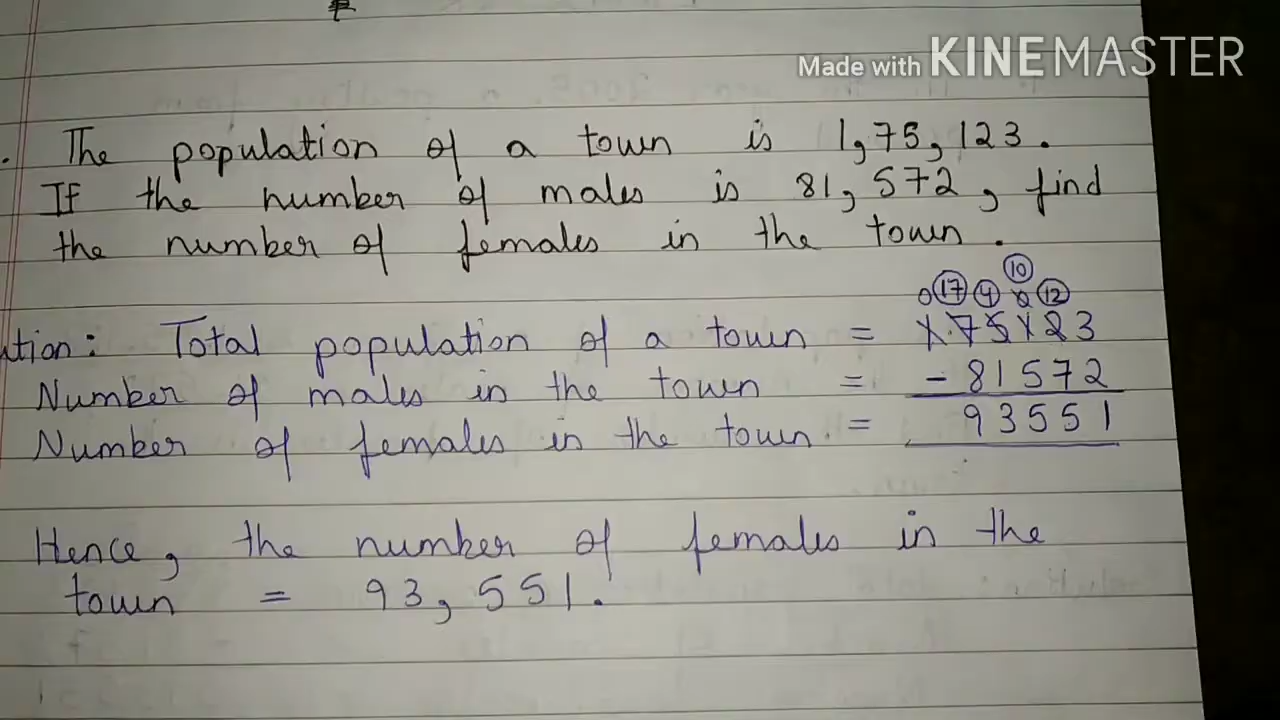 Made with KINEMASTER
. The population of a town is 1,75,123.
If the number of males is 81,572, find
the number of females in the town.
0 17 4 10 0 12
ution: Total population of a town = 175123
Number of males in the town = - 81572
Number of females in the town. = 93551
Hence, the number of females in the
town = 93,551.